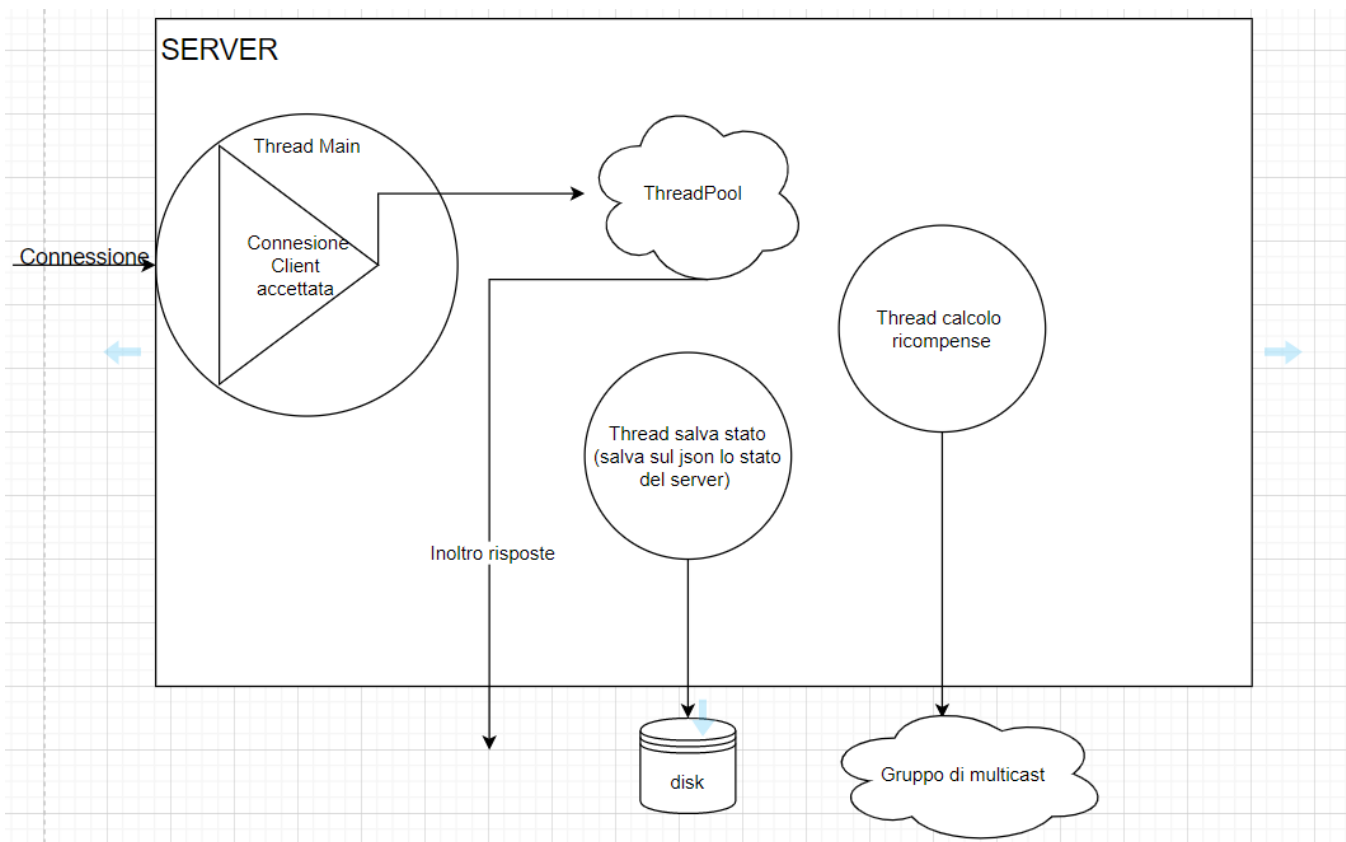 SERVER
Thread Main
Connessione
Connesione
Client
accettata
ThreadPool
Thread calcolo
ricompense
Thread salva stato
(salva sul json lo stato
del server)
Inoltro risposte
disk
Gruppo di multicast